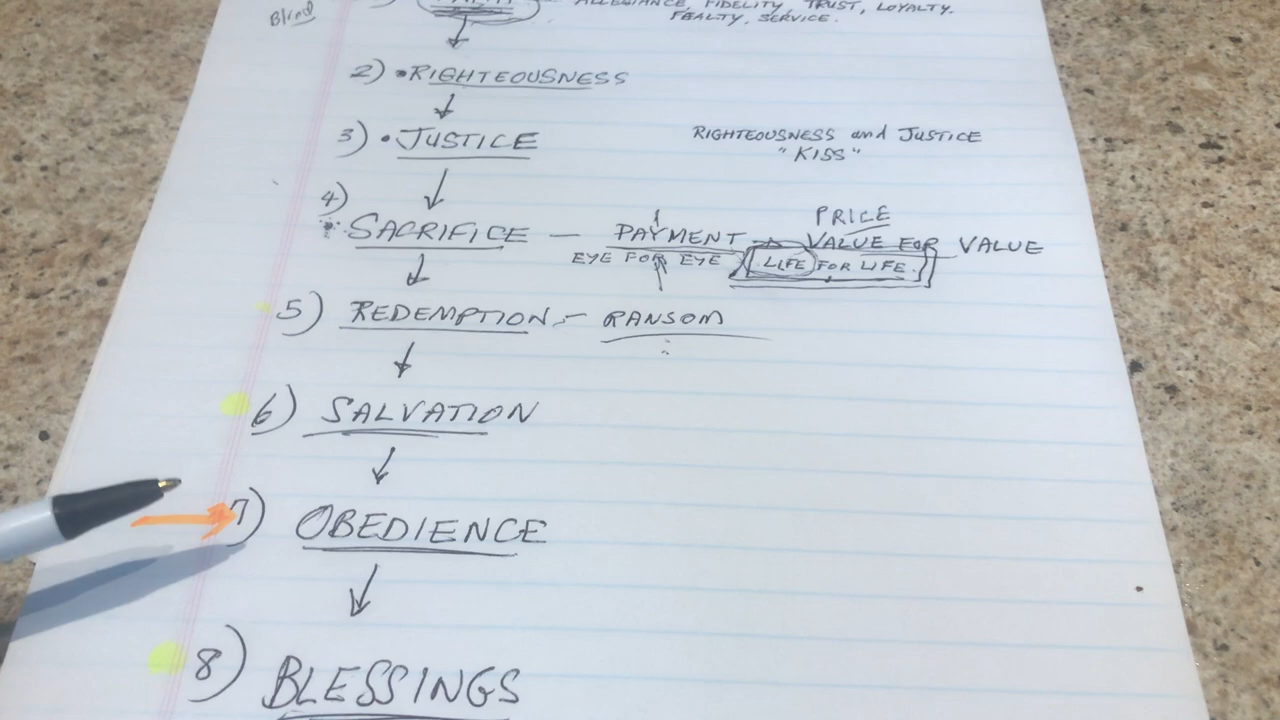 Blind
ALLEGIANCE, FIDELITY, TRUST, LOYALTY.
FEALTY, SERVICE.
2) •RIGHTEOUSNESS
3) •JUSTICE
RIGHTEOUSNESS and JUSTICE
"KISS"
4)
SACRIFICE — PAYMENT
PRICE
VALUE FOR VALUE
EYE FOR EYE
LIFE FOR LIFE.
5) REDEMPTION — RANSOM
6) SALVATION
7) OBEDIENCE
8) BLESSINGS